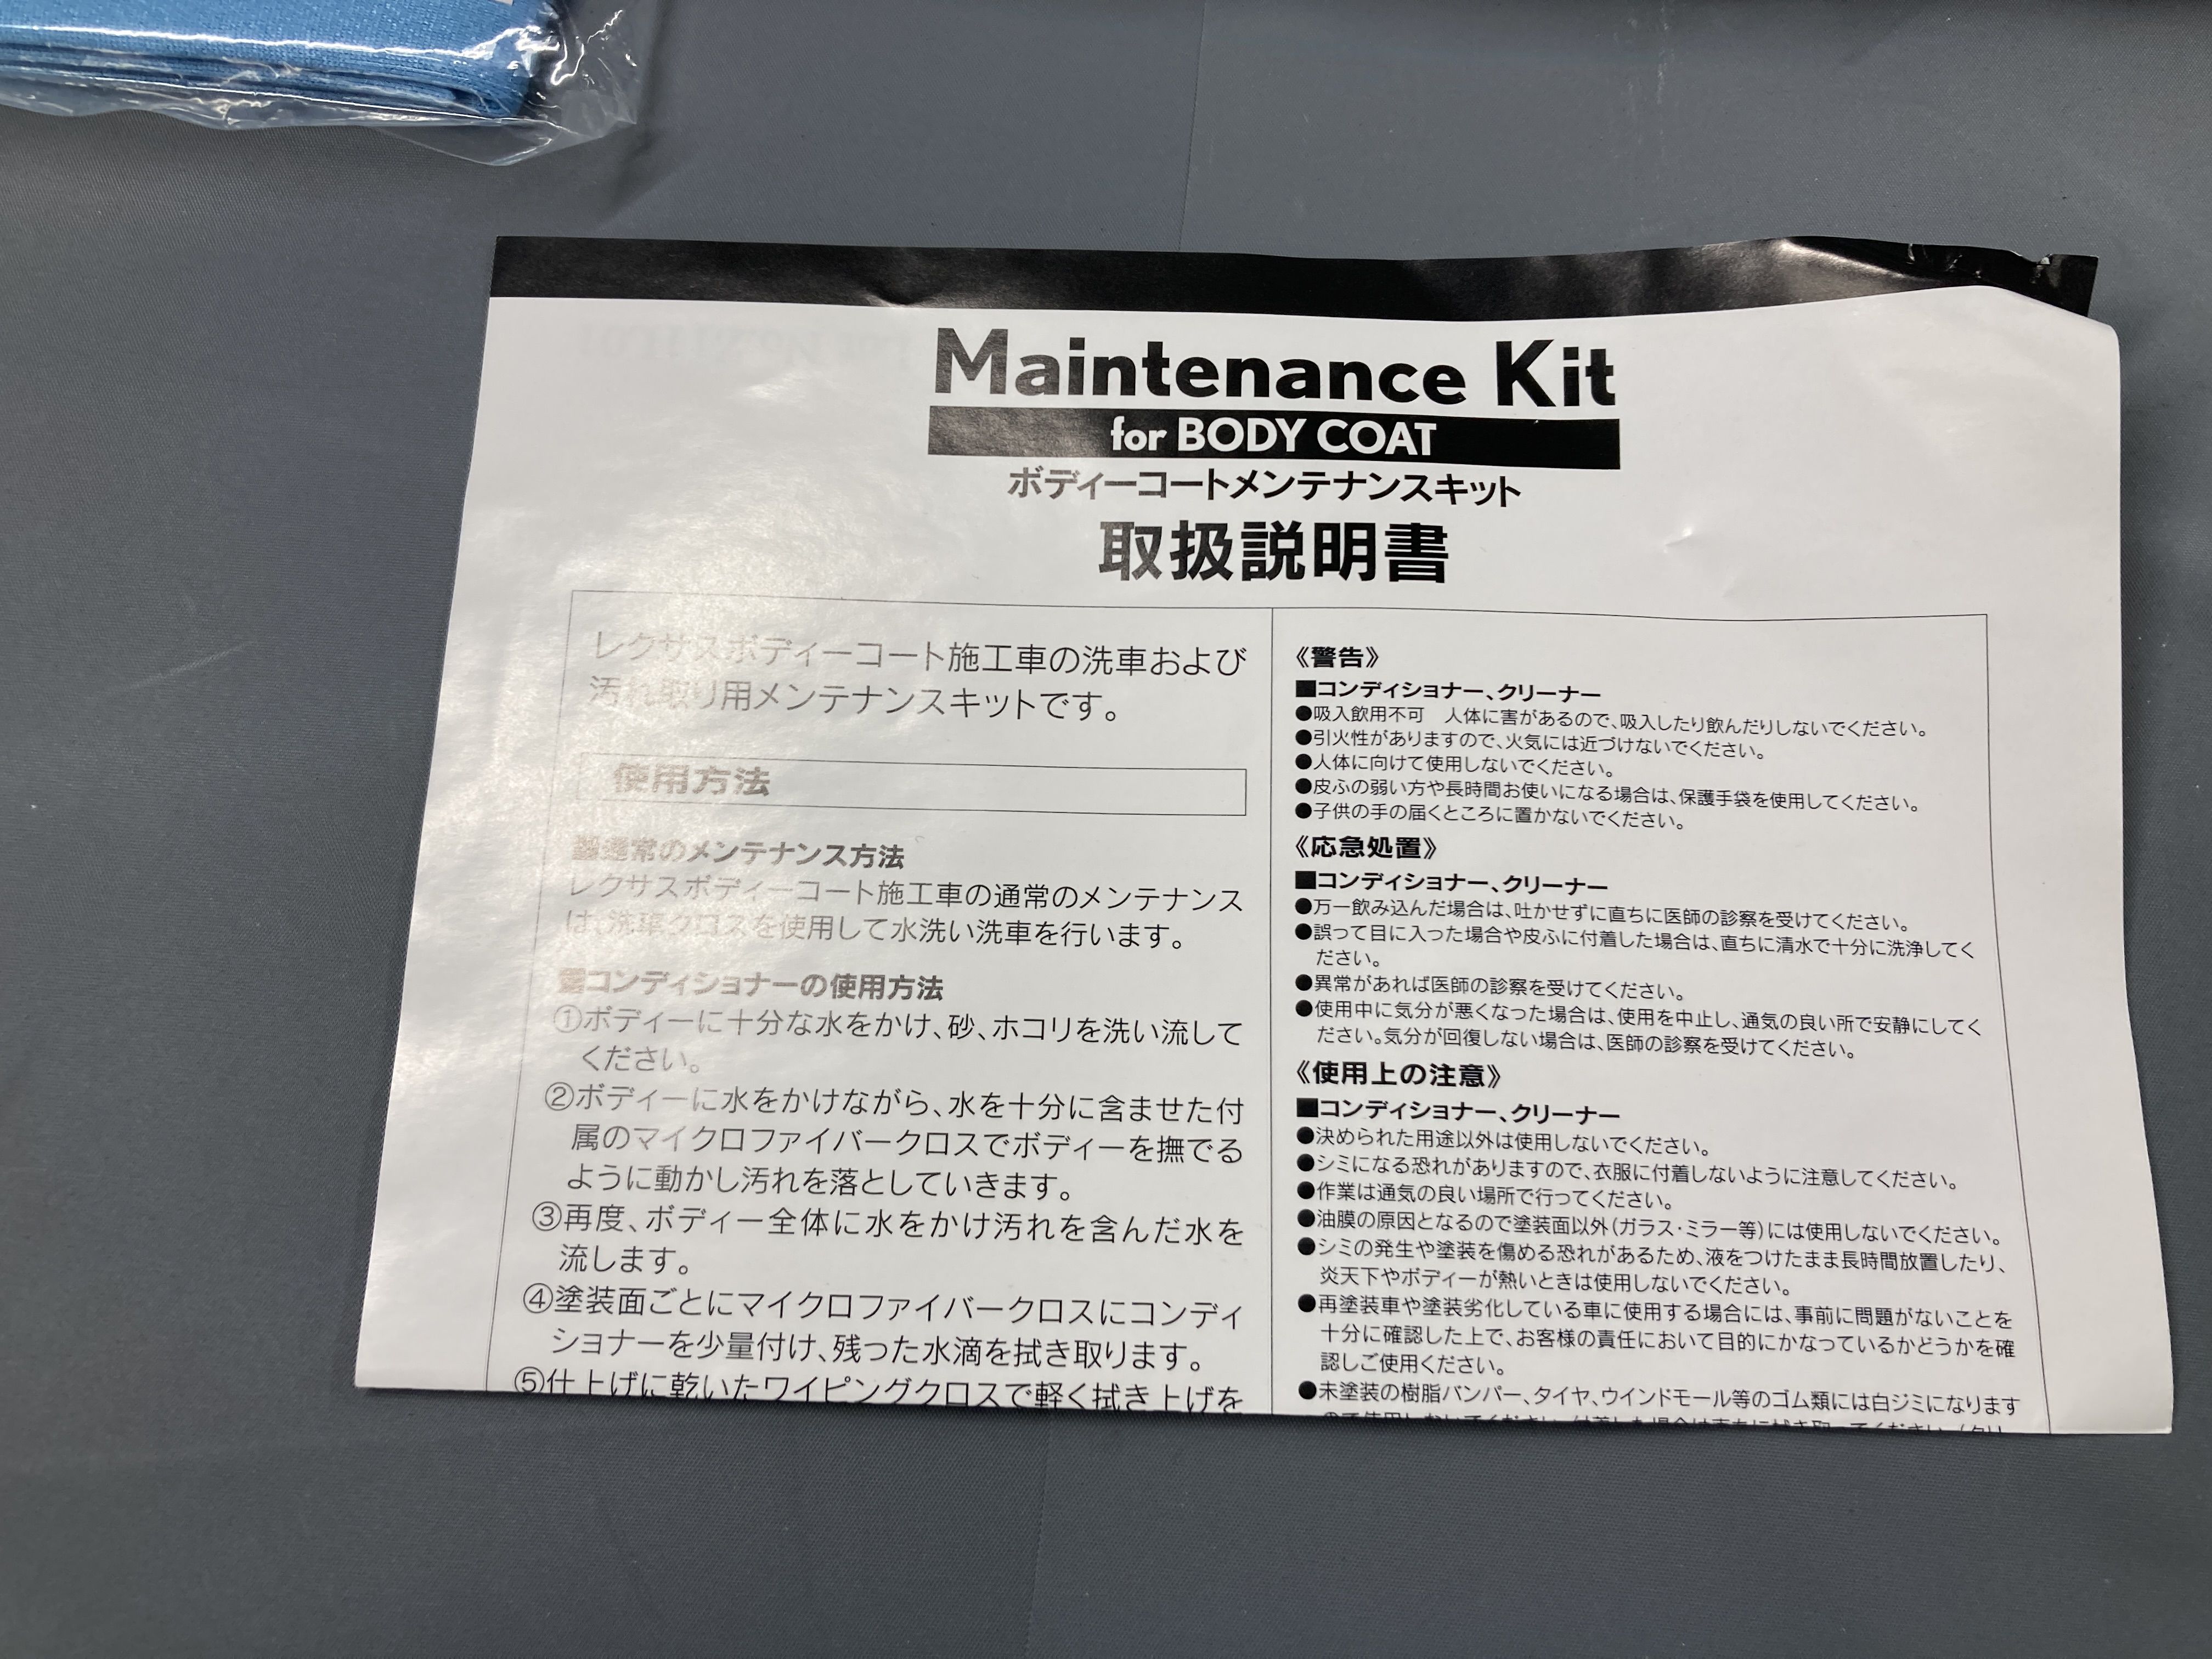 Maintenance Kit
for BODY COAT
ボディーコートメンテナンスキット
取扱説明書
レクサスボディーコート施工車の洗車および
汚れ取り用メンテナンスキットです。
使用方法
■通常のメンテナンス方法
レクサスボディーコート施工車の通常のメンテナンス
は、洗車クロスを使用して水洗い洗車を行います。
■コンディショナーの使用方法
①ボディーに十分な水をかけ、砂、ホコリを洗い流して
ください。
②ボディーに水をかけながら、水を十分に含ませた付
属のマイクロファイバークロスでボディーを撫でる
ように動かし汚れを落としていきます。
③再度、ボディー全体に水をかけ汚れを含んだ水を
流します。
④塗装面ごとにマイクロファイバークロスにコンディ
ショナーを少量付け、残った水滴を拭き取ります。
⑤仕上げに乾いたワイピングクロスで軽く拭き上げを
《警告》
■コンディショナー、クリーナー
●吸入飲用不可　人体に害があるので、吸入したり飲んだりしないでください。
●引火性がありますので、火気には近づけないでください。
●人体に向けて使用しないでください。
●皮ふの弱い方や長時間お使いになる場合は、保護手袋を使用してください。
●子供の手の届くところに置かないでください。
《応急処置》
■コンディショナー、クリーナー
●万一飲み込んだ場合は、吐かせずに直ちに医師の診察を受けてください。
●誤って目に入った場合や皮ふに付着した場合は、直ちに清水で十分に洗浄してく
ださい。
●異常があれば医師の診察を受けてください。
●使用中に気分が悪くなった場合は、使用を中止し、通気の良い所で安静にしてく
ださい。気分が回復しない場合は、医師の診察を受けてください。
《使用上の注意》
■コンディショナー、クリーナー
●決められた用途以外は使用しないでください。
●シミになる恐れがありますので、衣服に付着しないように注意してください。
●作業は通気の良い場所で行ってください。
●油膜の原因となるので塗装面以外(ガラス・ミラー等)には使用しないでください。
●シミの発生や塗装を傷める恐れがあるため、液をつけたまま長時間放置したり、
炎天下やボディーが熱いときは使用しないでください。
●再塗装車や塗装劣化している車に使用する場合には、事前に問題がないことを
十分に確認した上で、お客様の責任において目的にかなっているかどうかを確
認しご使用ください。
●未塗装の樹脂バンパー、タイヤ、ウインドモール等のゴム類には白ジミになります